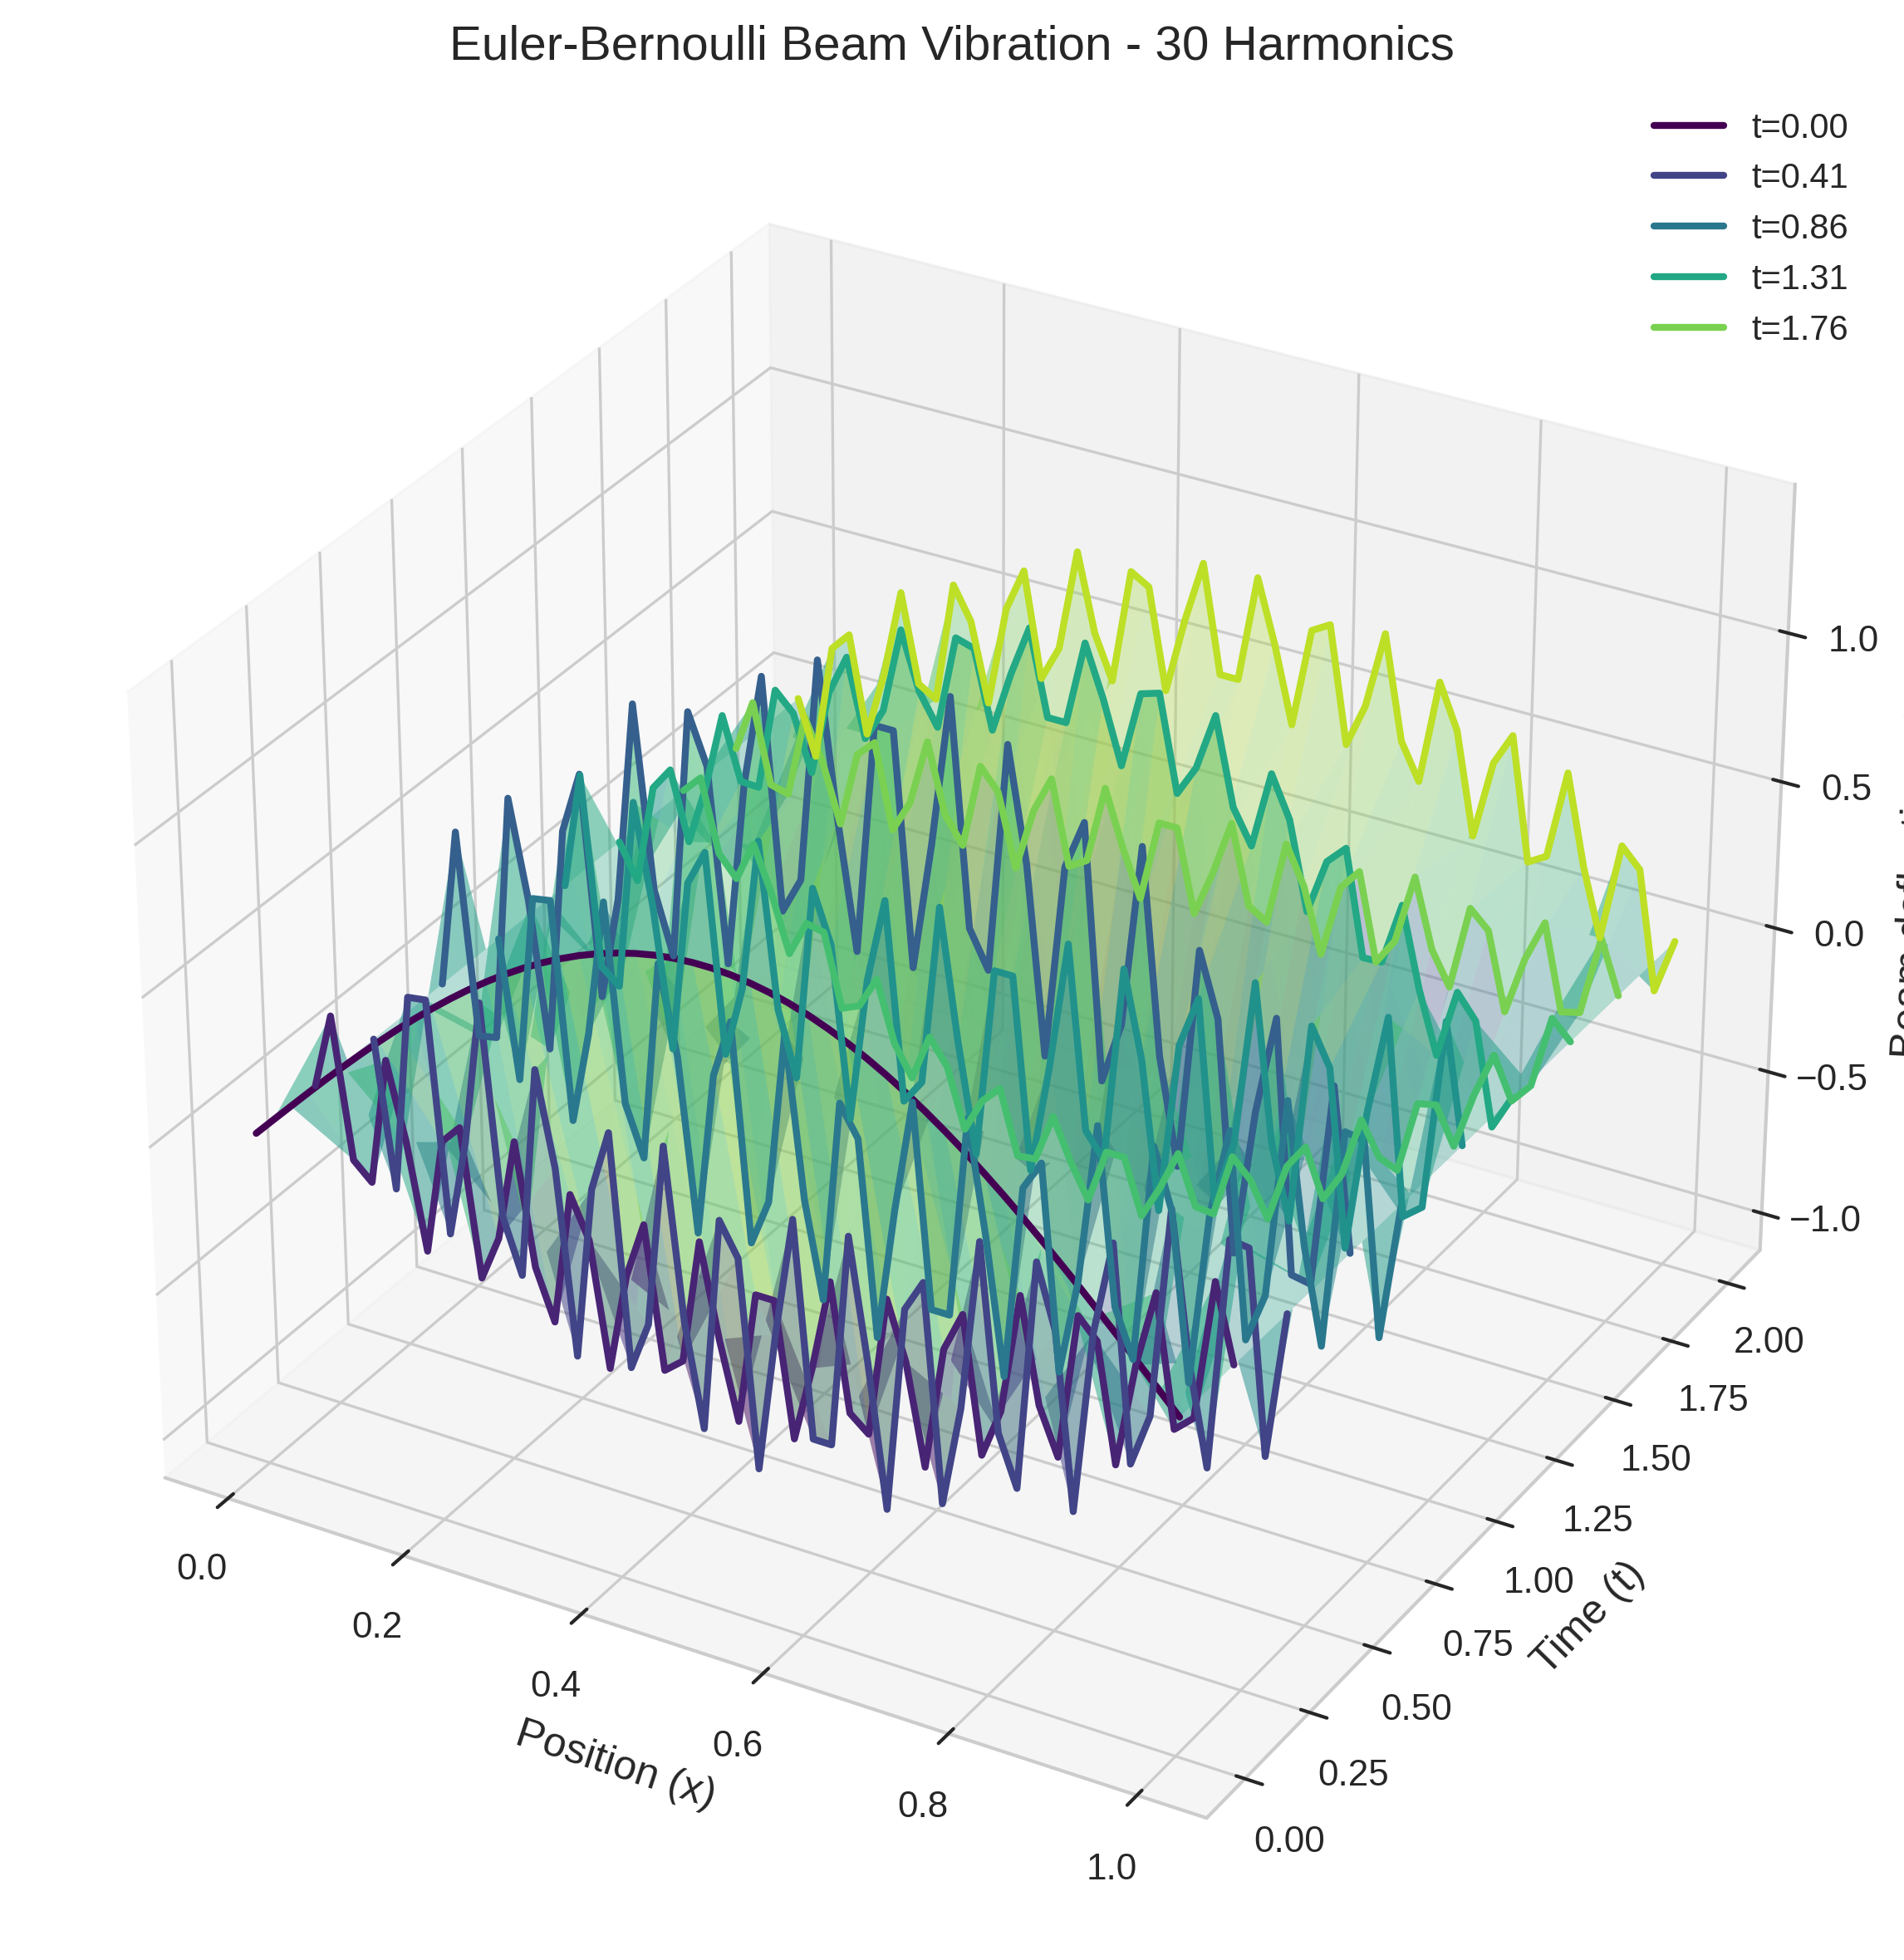 Euler-Bernoulli Beam Vibration - 30 Harmonics
t=0.00
t=0.41
t=0.86
t=1.31
t=1.76
1.0
0.5
0.0
−0.5
−1.0
Beam
2.00
1.75
1.50
1.25
1.00
0.75
0.50
0.25
0.00
Time (t)
0.0
0.2
0.4
0.6
0.8
1.0
Position (x)